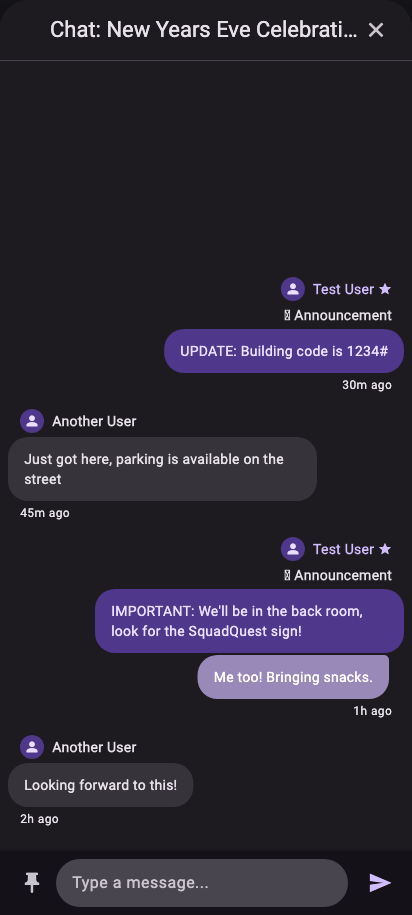 Chat: New Years Eve Celebrati...
Test User
Announcement
UPDATE: Building code is 1234#
30m ago
Another User
Just got here, parking is available on the
street
45m ago
Test User
Announcement
IMPORTANT: We'll be in the back room,
look for the SquadQuest sign!
Me too! Bringing snacks.
1h ago
Another User
Looking forward to this!
2h ago
Type a message...